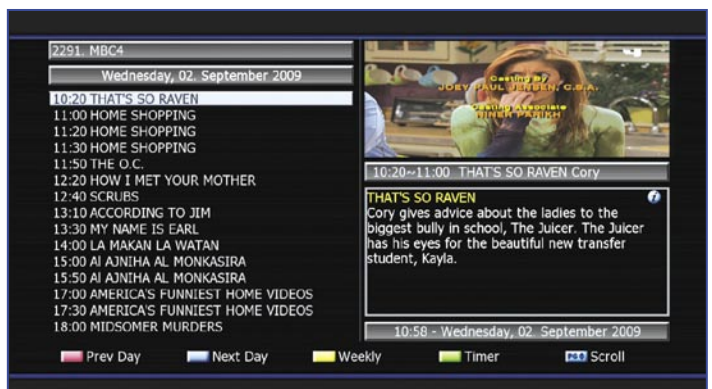 2291. MBC4
Wednesday, 02. September 2009
10:20 THAT'S SO RAVEN
11:00 HOME SHOPPING
11:20 HOME SHOPPING
11:30 HOME SHOPPING
11:50 THE O.C.
12:20 HOW I MET YOUR MOTHER
12:40 SCRUBS
13:10 ACCORDING TO JIM
13:30 MY NAME IS EARL
14:00 LA MAKAN LA WATAN
15:00 Al AJNIHA AL MONKASIRA
15:50 Al AJNIHA AL MONKASIRA
17:00 AMERICA'S FUNNIEST HOME VIDEOS
17:30 AMERICA'S FUNNIEST HOME VIDEOS
18:00 MIDSOMER MURDERS
Casting By
JOEY PAUL JENSEN, C.S.A.
Casting Associate
NINER PARIKH
10:20~11:00 THAT'S SO RAVEN Cory
THAT'S SO RAVEN
Cory gives advice about the ladies to the
biggest bully in school, The Juicer. The Juicer
has his eyes for the beautiful new transfer
student, Kayla.
10:58 - Wednesday, 02. September 2009
Prev Day
Next Day
Weekly
Timer
Scroll